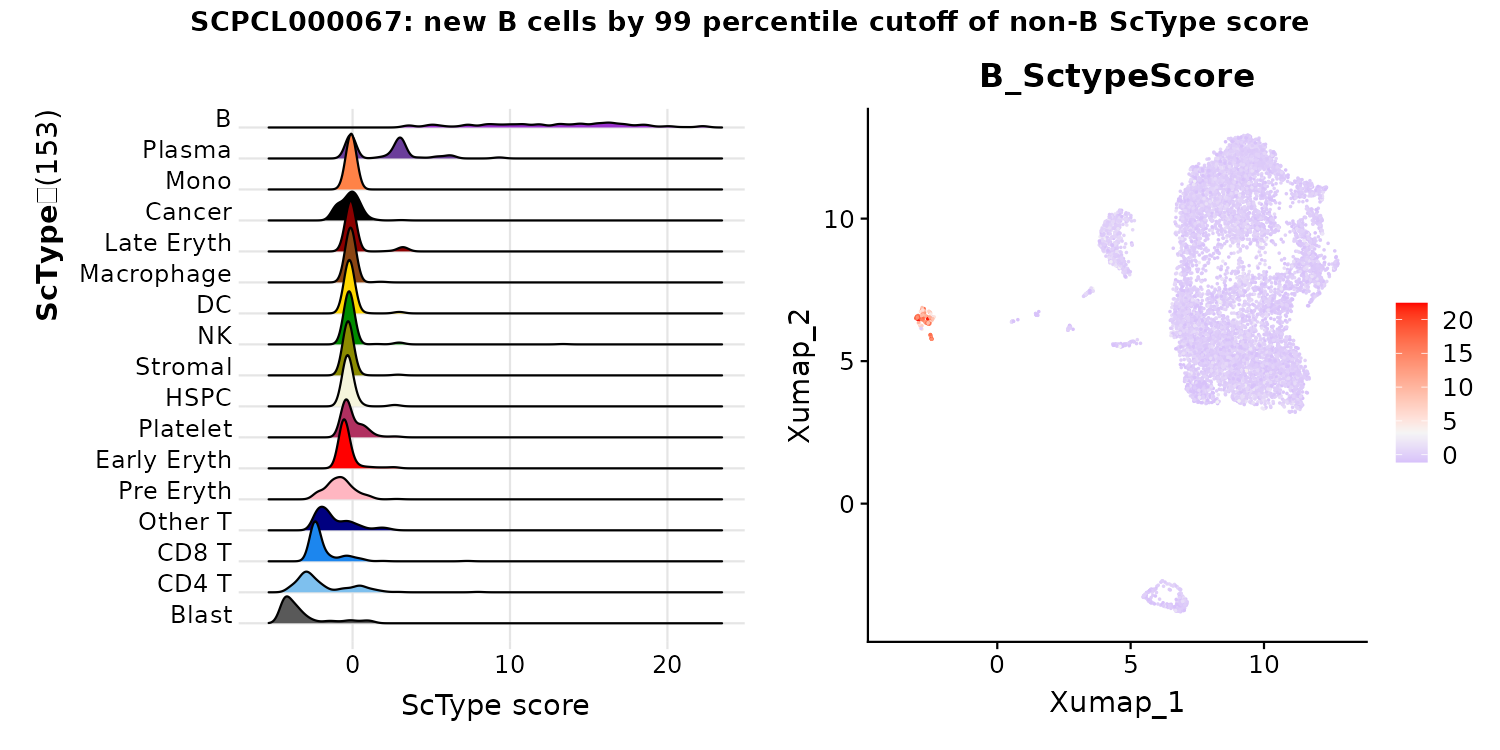 SCPCL000067: new B cells by 99 percentile cutoff of non-B ScType score
ScType□(153)
B
Plasma
Mono
Cancer
Late Eryth
Macrophage
DC
NK
Stromal
HSPC
Platelet
Early Eryth
Pre Eryth
Other T
CD8 T
CD4 T
Blast
0 10 20
ScType score
B_SctypeScore
Xumap_2
10
5
0
0 5 10
Xumap_1
20
15
10
5
0